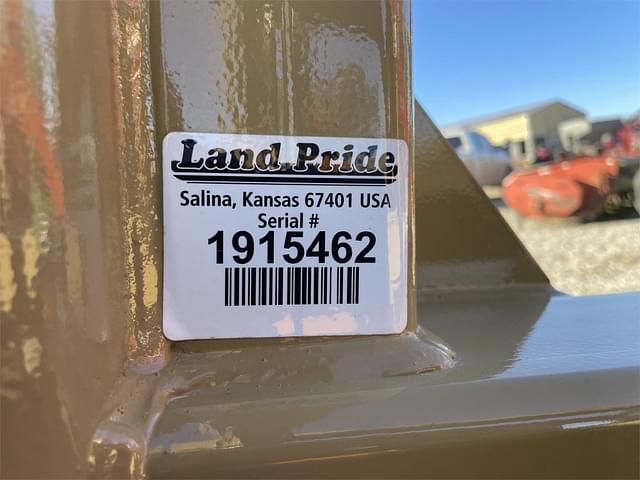 Land Pride
Salina, Kansas 67401 USA
Serial #
1915462